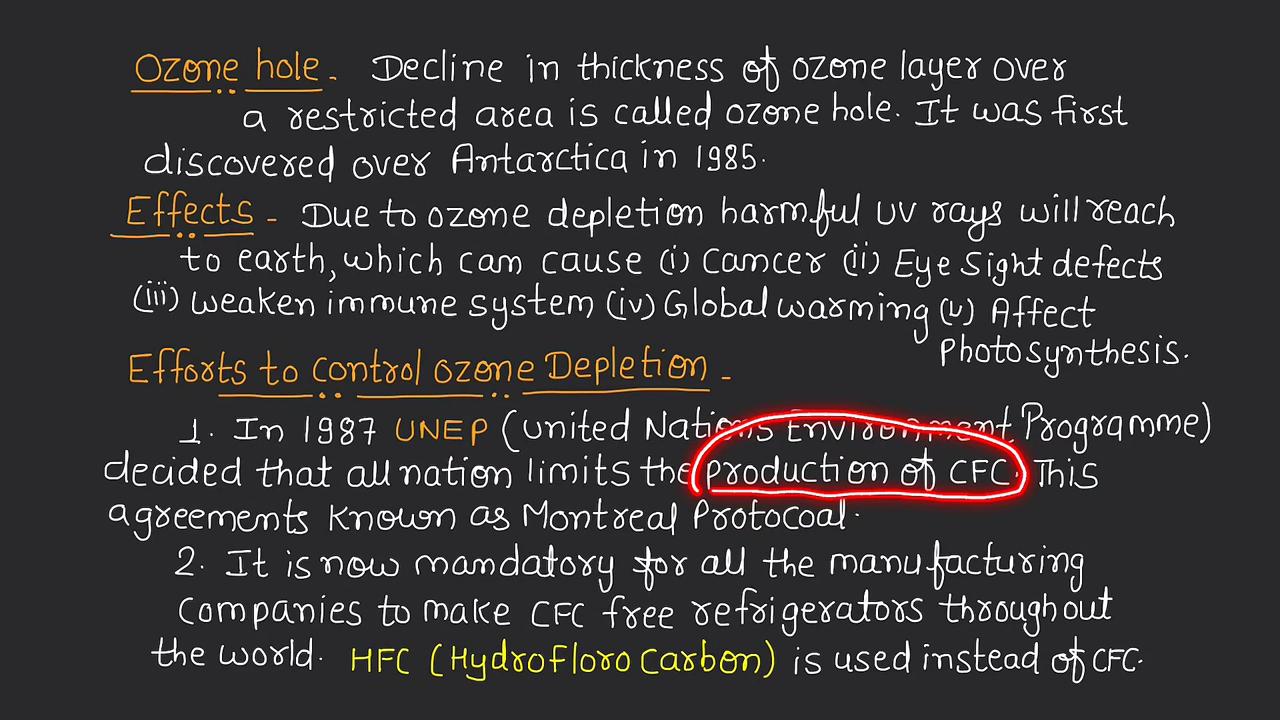 Ozone hole - Decline in thickness of ozone layer over
a restricted area is called ozone hole. It was first
discovered over Antarctica in 1985.
Effects - Due to ozone depletion harmful UV rays will reach
to earth, which can cause (i) Cancer (ii) Eye Sight defects
(iii) weaken immune system (iv) Global warming (v) Affect
Photosynthesis.
Efforts to control ozone Depletion -
1. In 1987 UNEP (United Nations Environment Programme)
decided that all nation limits the production of CFC. This
agreements known as Montreal Protocoal.
2. It is now mandatory for all the manufacturing
Companies to make CFC free refrigerators throughout
the world. HFC (HydroFloro Carbon) is used instead of CFC.